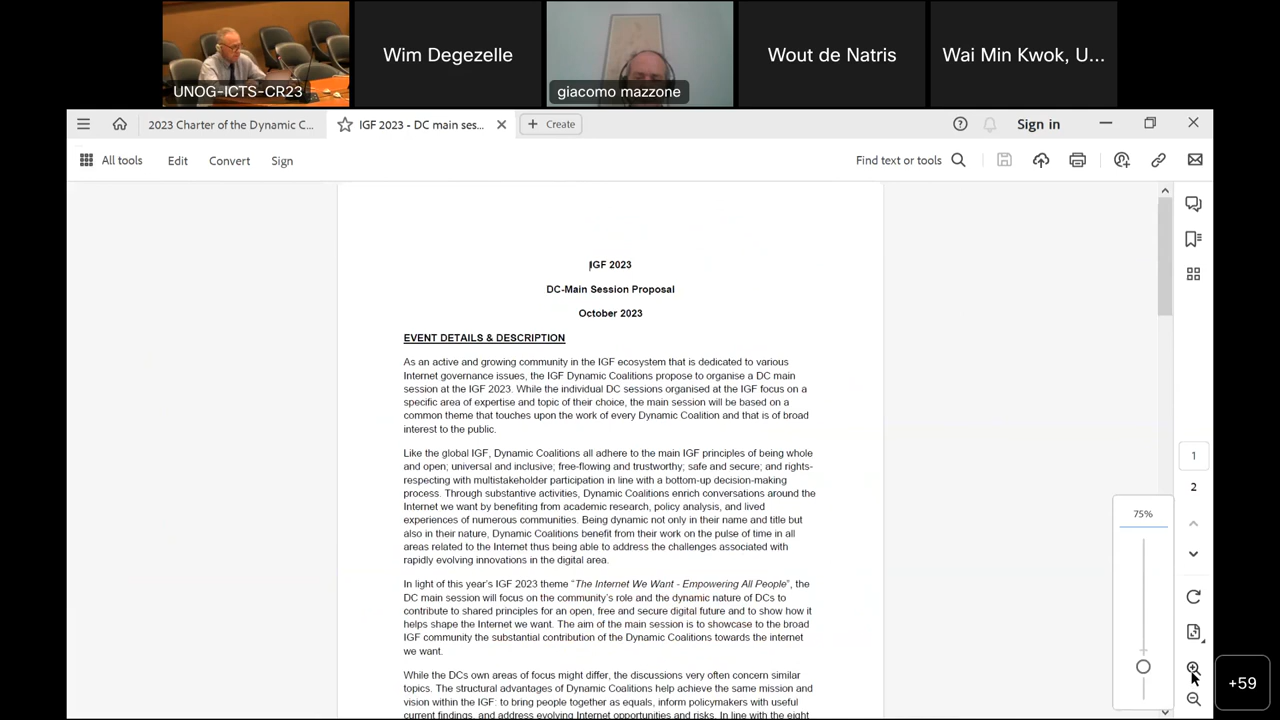 UNOG-ICTS-CR23
Wim Degezelle
giacomo mazzone
Wout de Natris
Wai Min Kwok, U...
2023 Charter of the Dynamic C...
IGF 2023 - DC main ses...
Create
Sign in
All tools
Edit
Convert
Sign
Find text or tools
IGF 2023
DC-Main Session Proposal
October 2023
EVENT DETAILS & DESCRIPTION
As an active and growing community in the IGF ecosystem that is dedicated to various
Internet governance issues, the IGF Dynamic Coalitions propose to organise a DC main
session at the IGF 2023. While the individual DC sessions organised at the IGF focus on a
specific area of expertise and topic of their choice, the main session will be based on a
common theme that touches upon the work of every Dynamic Coalition and that is of broad
interest to the public.
Like the global IGF, Dynamic Coalitions all adhere to the main IGF principles of being whole
and open; universal and inclusive; free-flowing and trustworthy; safe and secure; and rights-
respecting with multistakeholder participation in line with a bottom-up decision-making
process. Through substantive activities, Dynamic Coalitions enrich conversations around the
Internet we want by benefiting from academic research, policy analysis, and lived
experiences of numerous communities. Being dynamic not only in their name and title but
also in their nature, Dynamic Coalitions benefit from their work on the pulse of time in all
areas related to the Internet thus being able to address the challenges associated with
rapidly evolving innovations in the digital area.
In light of this year's IGF 2023 theme "The Internet We Want - Empowering All People", the
DC main session will focus on the community's role and the dynamic nature of DCs to
contribute to shared principles for an open, free and secure digital future and to show how it
helps shape the Internet we want. The aim of the main session is to showcase to the broad
IGF community the substantial contribution of the Dynamic Coalitions towards the internet
we want.
While the DCs own areas of focus might differ, the discussions very often concern similar
topics. The structural advantages of Dynamic Coalitions help achieve the same mission and
vision within the IGF: to bring people together as equals, inform policymakers with useful
current findings, and address evolving Internet opportunities and risks. In line with the eight
1
2
75%
+59